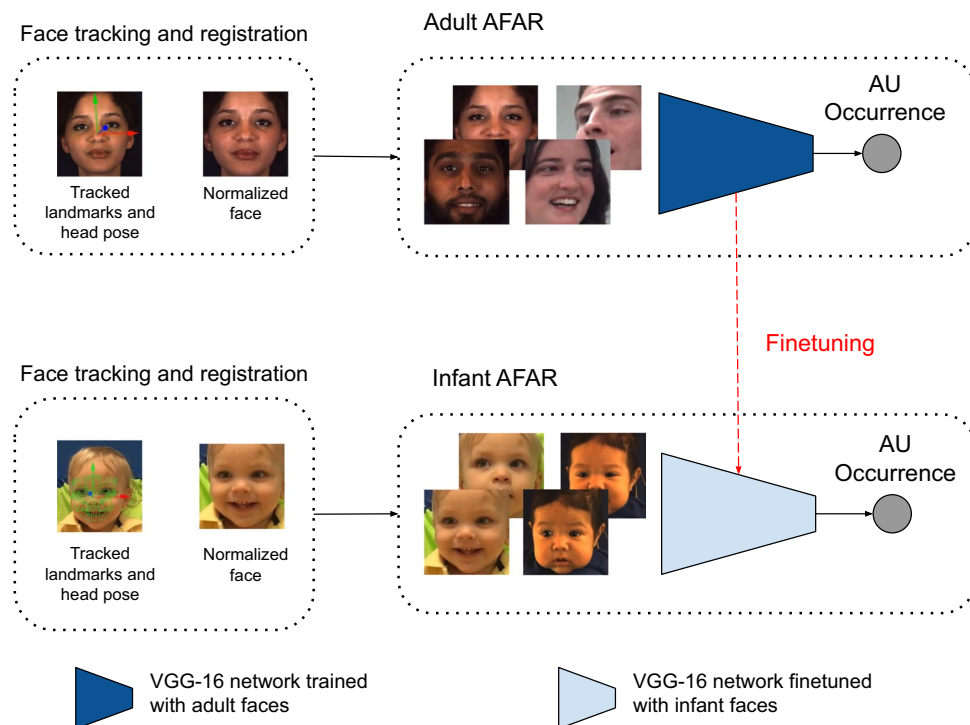 Face tracking and registration
Adult AFAR
Tracked
landmarks and
head pose
Normalized
face
AU
Occurrence
Finetuning
Face tracking and registration
Infant AFAR
Tracked
landmarks and
head pose
Normalized
face
AU
Occurrence
VGG-16 network trained
with adult faces
VGG-16 network finetuned
with infant faces